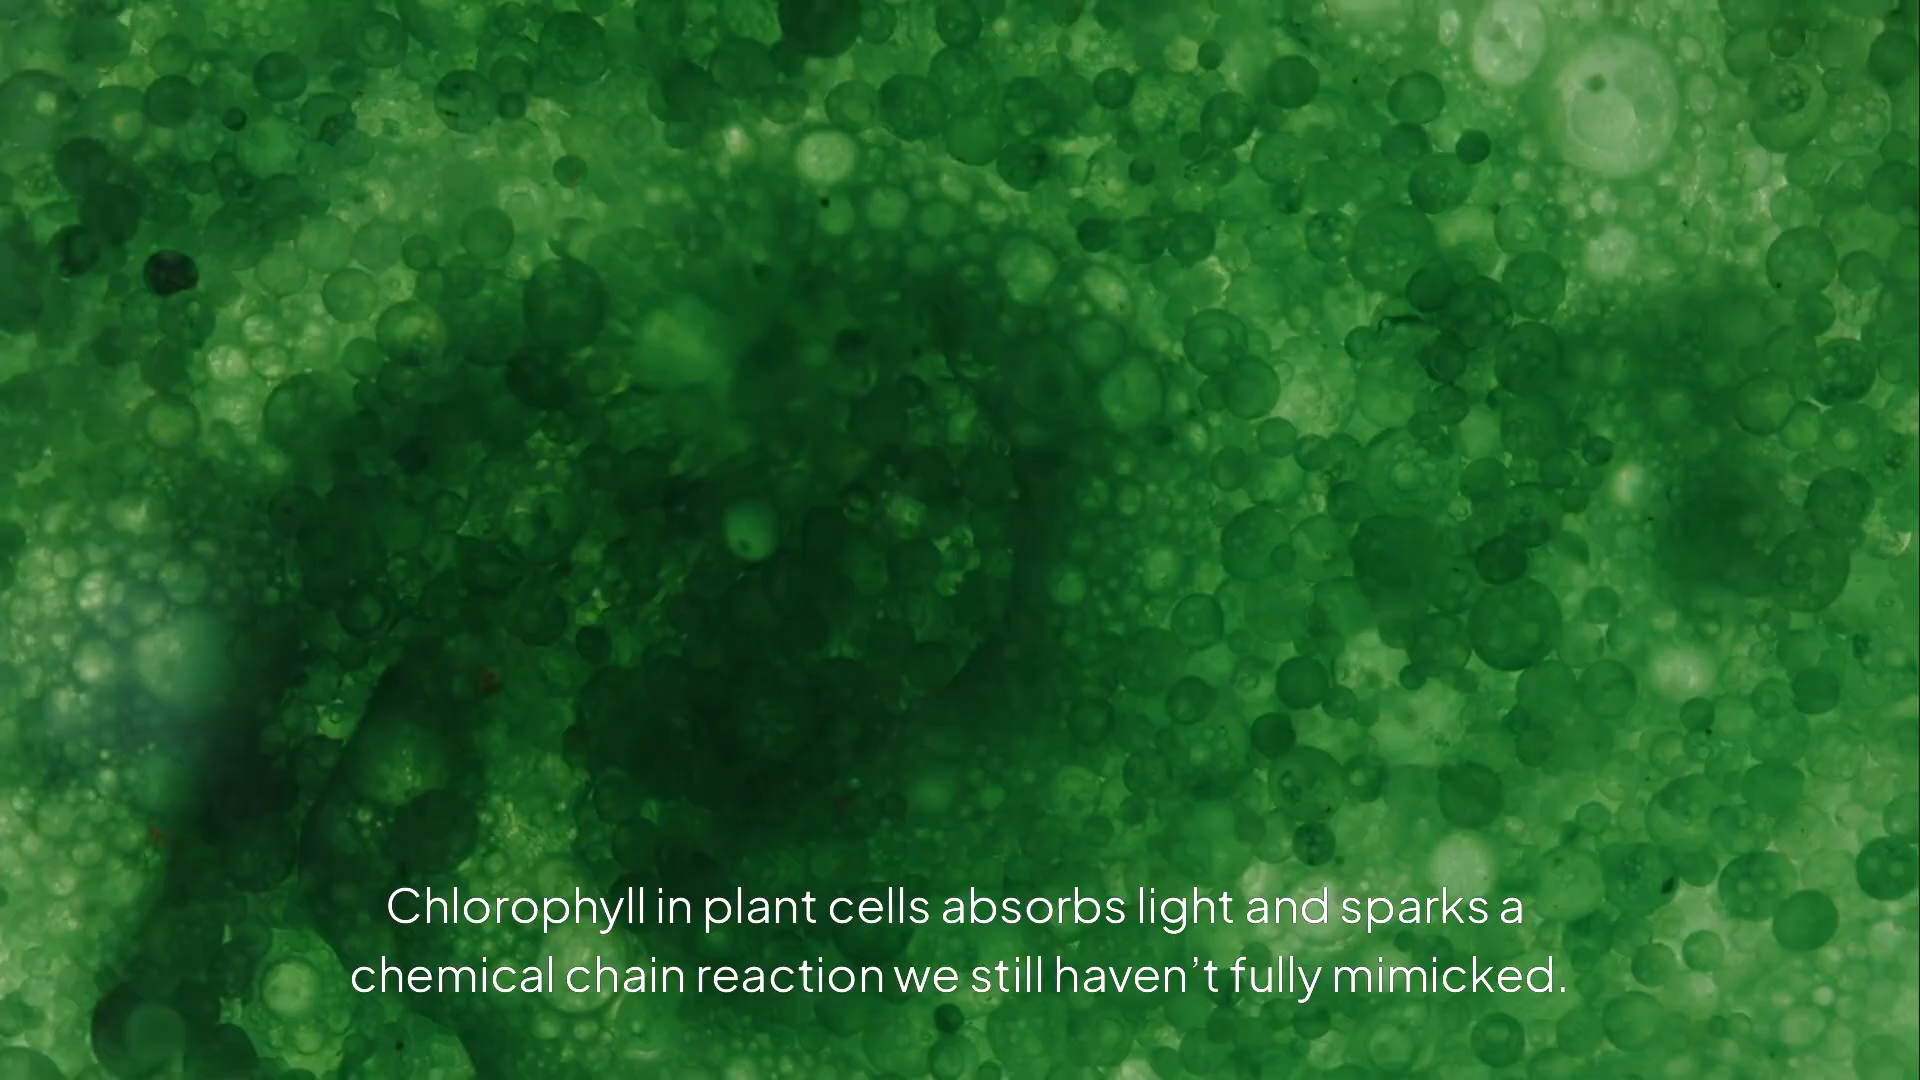 Chlorophyll in plant cells absorbs light and sparks a
chemical chain reaction we still haven’t fully mimicked.